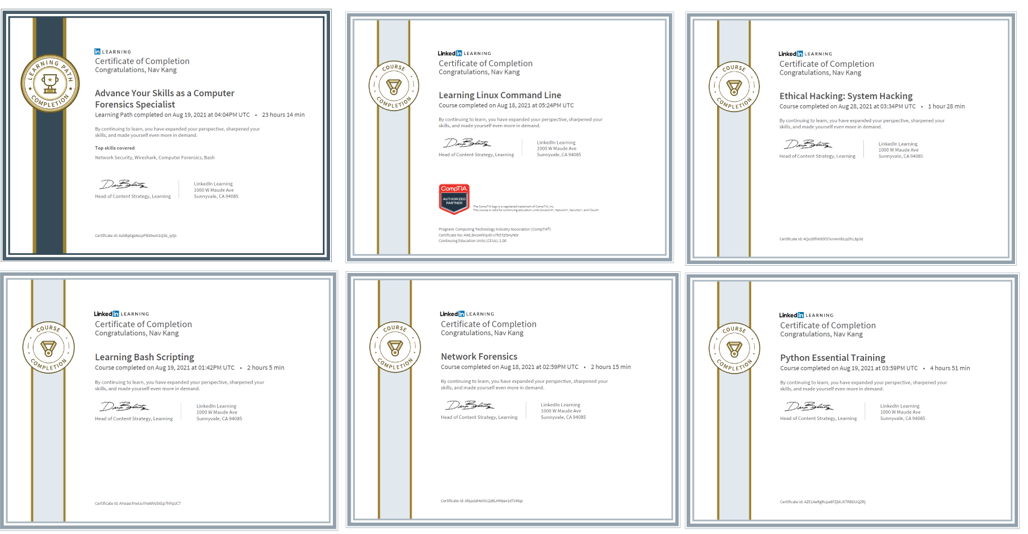 LEARNING PATH
COMPLETION
in LEARNING
Certificate of Completion
Congratulations, Nav Kang
Advance Your Skills as a Computer
Forensics Specialist
Learning Path completed on Aug 19, 2021 at 04:04PM UTC • 23 hours 14 min
By continuing to learn, you have expanded your perspective, sharpened your
skills, and made yourself even more in demand.
Top skills covered
Network Security, Wireshark, Computer Forensics, Bash
Head of Content Strategy, Learning
LinkedIn Learning
1000 W Maude Ave
Sunnyvale, CA 94085
Certificate Id:
COURSE
COMPLETION
LinkedIn LEARNING
Certificate of Completion
Congratulations, Nav Kang
Learning Linux Command Line
Course completed on Aug 18, 2021 at 05:24PM UTC
By continuing to learn, you have expanded your perspective, sharpened your
skills, and made yourself even more in demand.
Head of Content Strategy, Learning
LinkedIn Learning
1000 W Maude Ave
Sunnyvale, CA 94085
CompTIA
AUTHORIZED
PARTNER
Program: Computing Technology Industry Association (CompTIA®)
Certificate No:
Continuing Education Units (CEUs): 2.00
COURSE
COMPLETION
LinkedIn LEARNING
Certificate of Completion
Congratulations, Nav Kang
Ethical Hacking: System Hacking
Course completed on Aug 28, 2021 at 03:34PM UTC • 1 hour 28 min
By continuing to learn, you have expanded your perspective, sharpened your
skills, and made yourself even more in demand.
Head of Content Strategy, Learning
LinkedIn Learning
1000 W Maude Ave
Sunnyvale, CA 94085
Certificate Id:
COURSE
COMPLETION
LinkedIn LEARNING
Certificate of Completion
Congratulations, Nav Kang
Learning Bash Scripting
Course completed on Aug 19, 2021 at 01:42PM UTC • 2 hours 5 min
By continuing to learn, you have expanded your perspective, sharpened your
skills, and made yourself even more in demand.
Head of Content Strategy, Learning
LinkedIn Learning
1000 W Maude Ave
Sunnyvale, CA 94085
Certificate Id:
COURSE
COMPLETION
LinkedIn LEARNING
Certificate of Completion
Congratulations, Nav Kang
Network Forensics
Course completed on Aug 18, 2021 at 02:59PM UTC • 2 hours 15 min
By continuing to learn, you have expanded your perspective, sharpened your
skills, and made yourself even more in demand.
Head of Content Strategy, Learning
LinkedIn Learning
1000 W Maude Ave
Sunnyvale, CA 94085
Certificate Id:
COURSE
COMPLETION
LinkedIn LEARNING
Certificate of Completion
Congratulations, Nav Kang
Python Essential Training
Course completed on Aug 19, 2021 at 03:59PM UTC • 4 hours 51 min
By continuing to learn, you have expanded your perspective, sharpened your
skills, and made yourself even more in demand.
Head of Content Strategy, Learning
LinkedIn Learning
1000 W Maude Ave
Sunnyvale, CA 94085
Certificate Id: